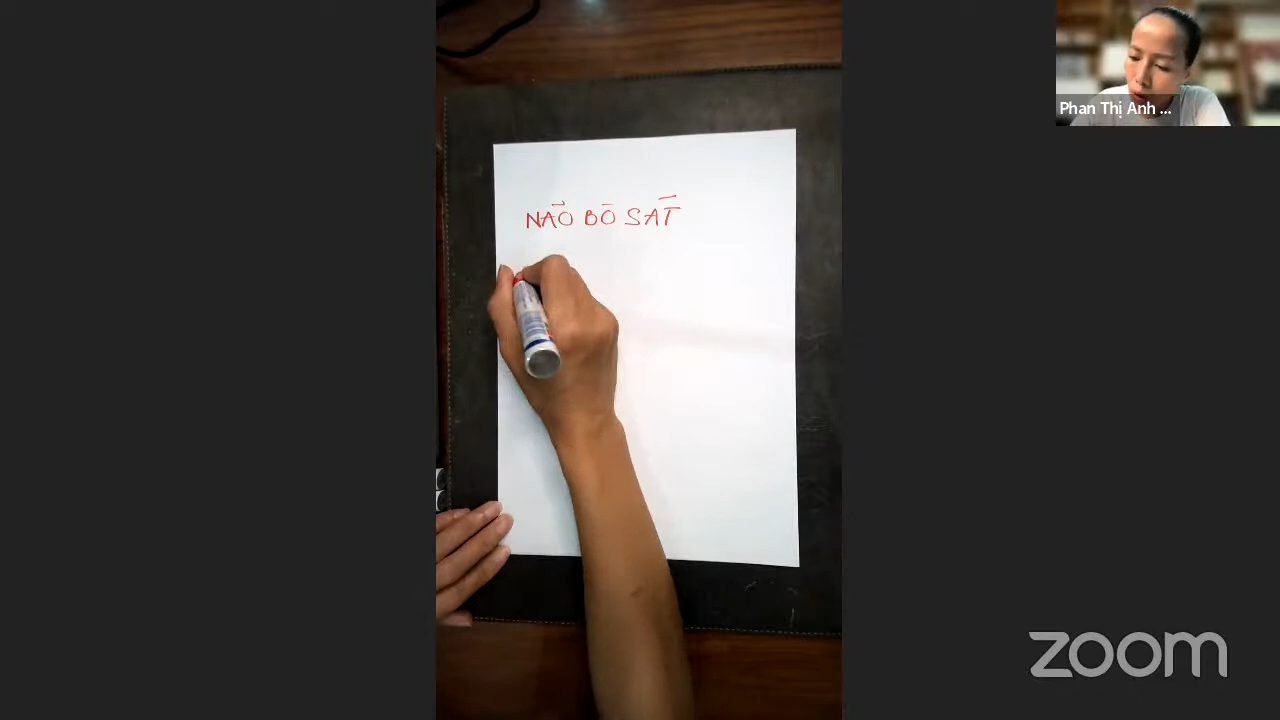 Phan Thị Anh ...
NÃO BÒ SÁT
zoom